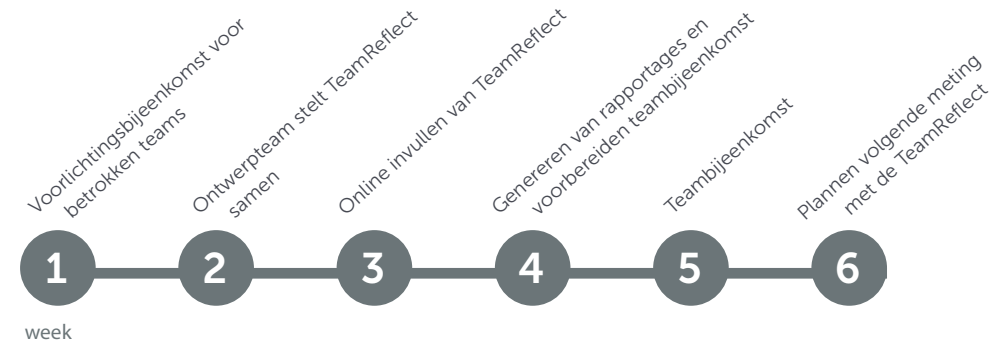 Voorlichtingsbijeenkomst voor
betrokken teams
Ontwerpteam stelt TeamReflect
samen
Online invullen van TeamReflect
Genereren van rapportages en
voorbereiden teambijeenkomst
Teambijeenkomst
Plannen volgende meting
met de TeamReflect
1
2
3
4
5
6
week